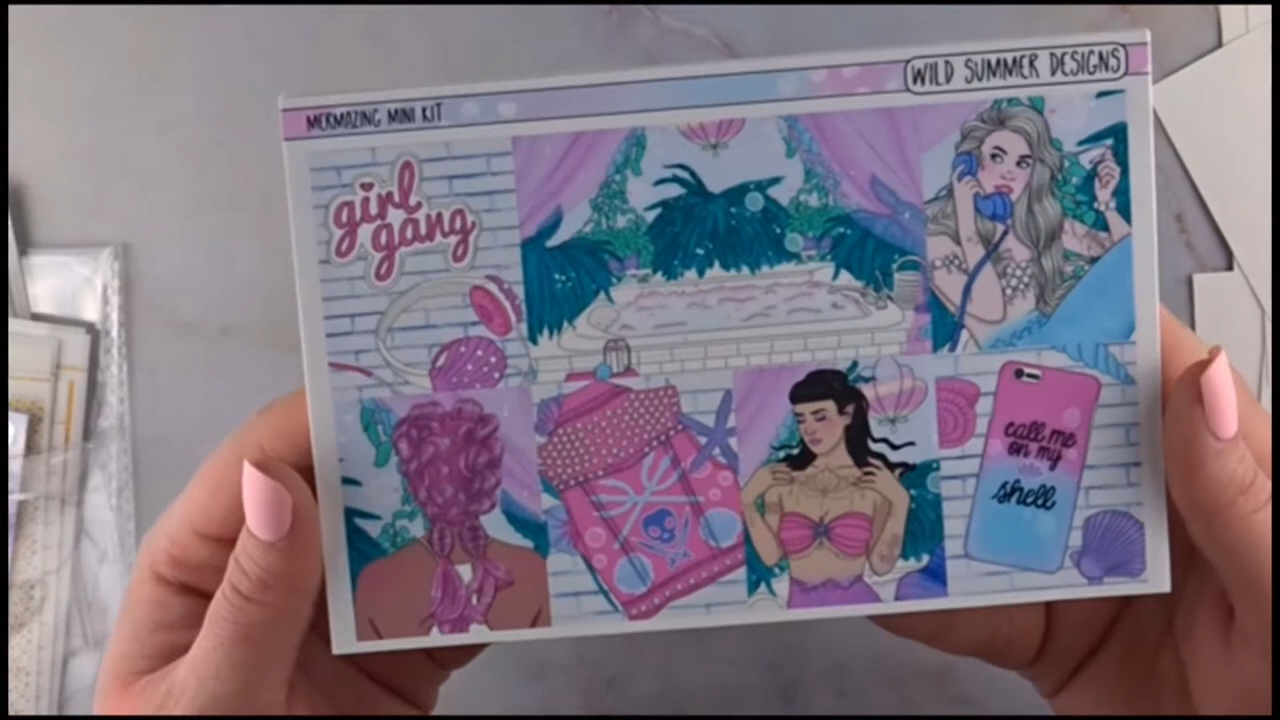 MERMAZING MINI KIT
WILD SUMMER DESIGNS
girl
gang
call me
on my
shell